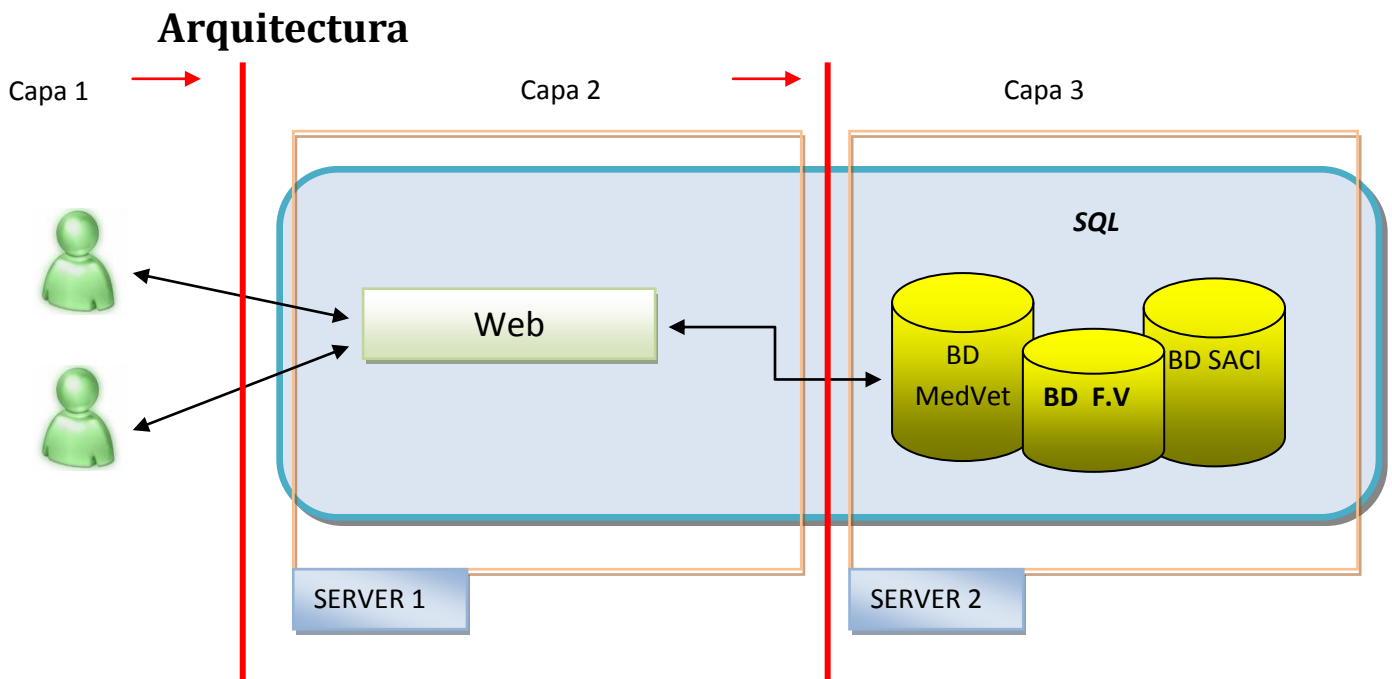 Arquitectura
Capa 1
Capa 2
Capa 3
SQL
Web
BD
MedVet
BD F.V
BD SACI
SERVER 1
SERVER 2